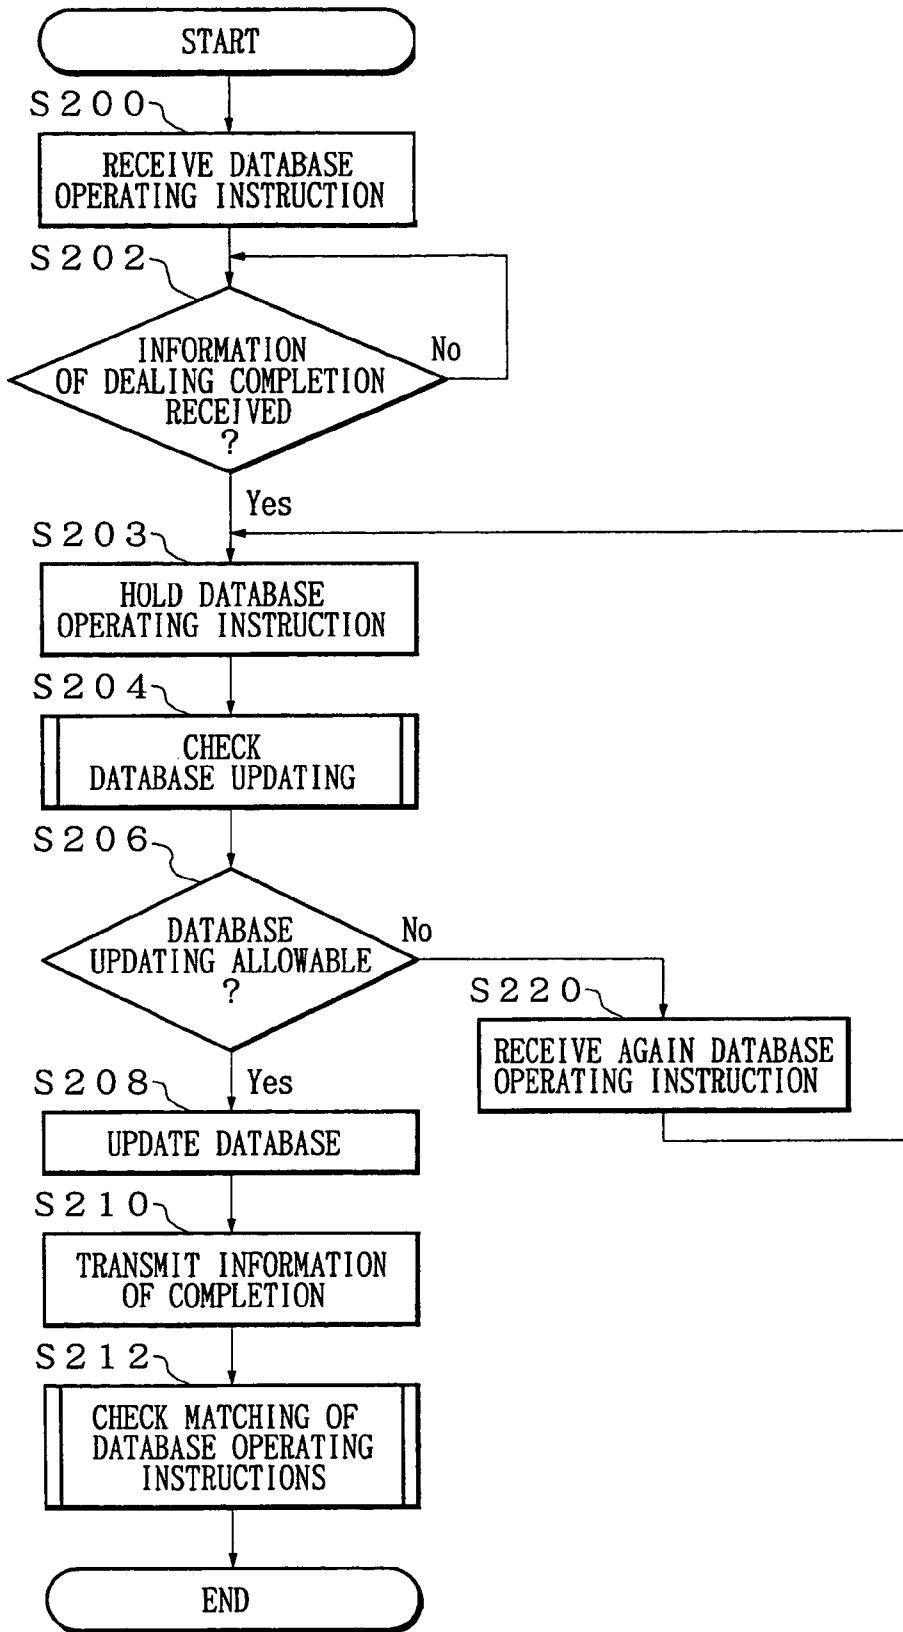 START
S200
RECEIVE DATABASE
OPERATING INSTRUCTION
S202
INFORMATION
OF DEALING COMPLETION
RECEIVED
?
No
Yes
S203
HOLD DATABASE
OPERATING INSTRUCTION
S204
CHECK
DATABASE UPDATING
S206
DATABASE
UPDATING ALLOWABLE
?
No
S220
RECEIVE AGAIN DATABASE
OPERATING INSTRUCTION
Yes
S208
UPDATE DATABASE
S210
TRANSMIT INFORMATION
OF COMPLETION
S212
CHECK MATCHING OF
DATABASE OPERATING
INSTRUCTIONS
END